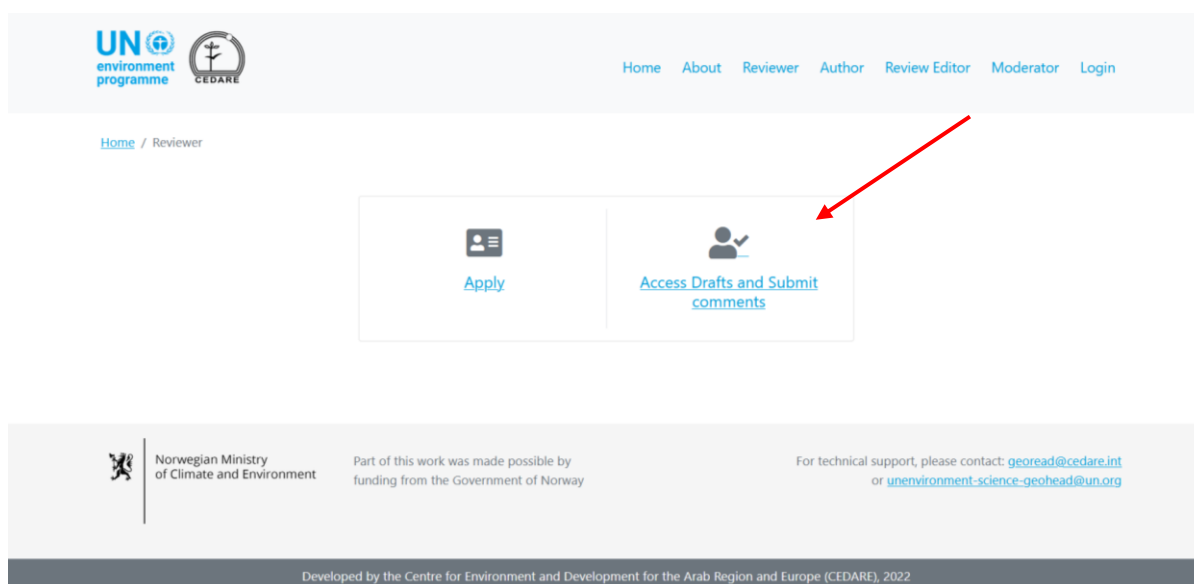 UN
environment
programme
CEDARE
Home About Reviewer Author Review Editor Moderator Login
Home / Reviewer
Apply
Access Drafts and Submit
comments
Norwegian Ministry
of Climate and Environment
Part of this work was made possible by
funding from the Government of Norway
For technical support, please contact: georead@cedare.int
or unenvironment-science-geohead@un.org
Developed by the Centre for Environment and Development for the Arab Region and Europe (CEDARE), 2022